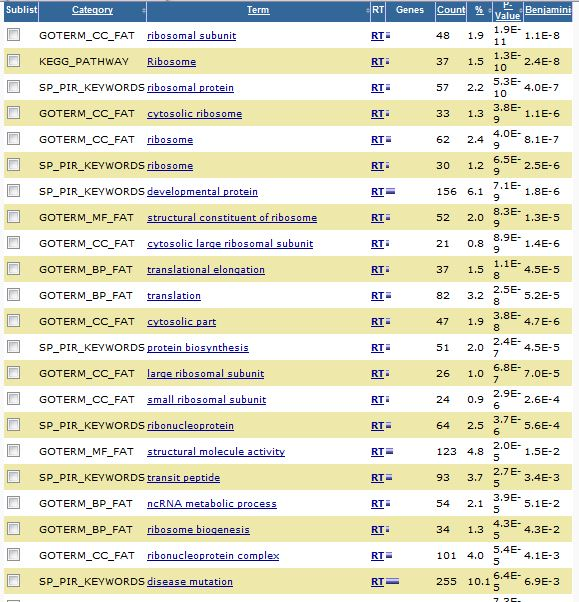 Sublist Category Term RT Genes Count % P-Value Benjamini
GOTERM_CC_FAT ribosomal subunit RT 48 1.9 1.9E-11 1.1E-8
KEGG_PATHWAY Ribosome RT 37 1.5 1.3E-10 2.4E-8
SP_PIR_KEYWORDS ribosomal protein RT 57 2.2 5.3E-10 4.0E-7
GOTERM_CC_FAT cytosolic ribosome RT 33 1.3 3.8E-9 1.1E-6
GOTERM_CC_FAT ribosome RT 62 2.4 4.0E-9 8.1E-7
SP_PIR_KEYWORDS ribosome RT 30 1.2 6.5E-9 2.5E-6
SP_PIR_KEYWORDS developmental protein RT 156 6.1 7.1E-9 1.8E-6
GOTERM_MF_FAT structural constituent of ribosome RT 52 2.0 8.3E-9 1.3E-5
GOTERM_CC_FAT cytosolic large ribosomal subunit RT 21 0.8 8.9E-9 1.4E-6
GOTERM_BP_FAT translational elongation RT 37 1.5 1.1E-8 4.5E-5
GOTERM_BP_FAT translation RT 82 3.2 2.5E-8 5.2E-5
GOTERM_CC_FAT cytosolic part RT 47 1.9 3.8E-8 4.7E-6
SP_PIR_KEYWORDS protein biosynthesis RT 51 2.0 2.4E-7 4.5E-5
GOTERM_CC_FAT large ribosomal subunit RT 26 1.0 6.8E-7 7.0E-5
GOTERM_CC_FAT small ribosomal subunit RT 24 0.9 2.9E-6 2.6E-4
SP_PIR_KEYWORDS ribonucleoprotein RT 64 2.5 3.7E-6 5.6E-4
GOTERM_MF_FAT structural molecule activity RT 123 4.8 2.0E-5 1.5E-2
SP_PIR_KEYWORDS transit peptide RT 93 3.7 2.7E-5 3.4E-3
GOTERM_BP_FAT ncRNA metabolic process RT 54 2.1 3.9E-5 5.1E-2
GOTERM_BP_FAT ribosome biogenesis RT 34 1.3 4.3E-5 4.3E-2
GOTERM_CC_FAT ribonucleoprotein complex RT 101 4.0 5.4E-5 4.1E-3
SP_PIR_KEYWORDS disease mutation RT 255 10.1 6.4E-5 6.9E-3